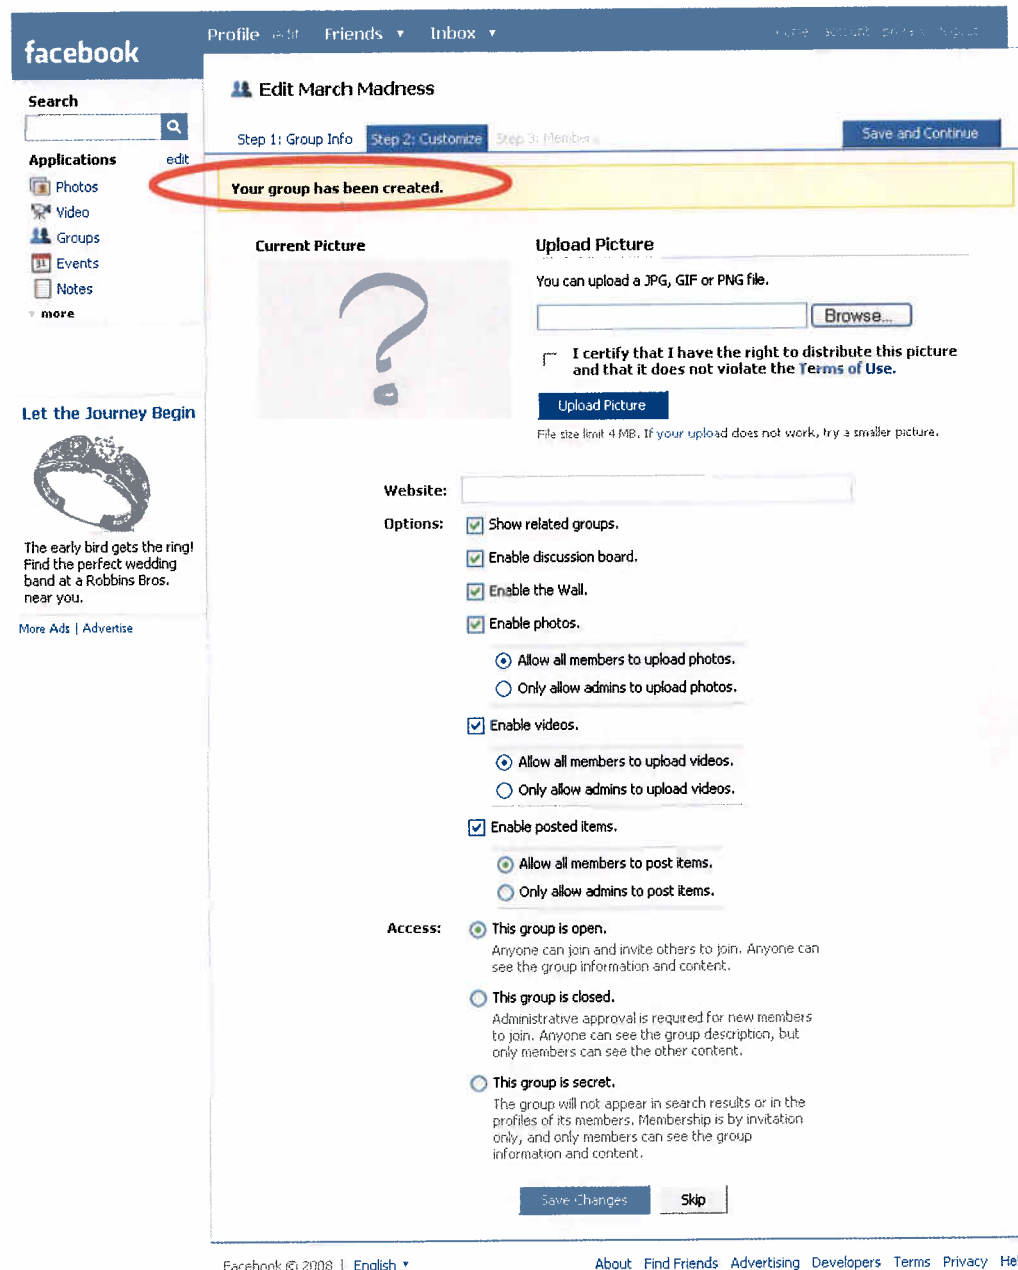 facebook
Profile edit Friends Inbox
home account privacy logout
Search
Applications edit
Photos
Video
Groups
31 Events
Notes
more
Let the Journey Begin
The early bird gets the ring!
Find the perfect wedding
band at a Robbins Bros.
near you.
More Ads | Advertise
Edit March Madness
Step 1: Group Info Step 2: Customize Step 3: Members
Save and Continue
Your group has been created.
Current Picture
?
Upload Picture
You can upload a JPG, GIF or PNG file.
Browse...
I certify that I have the right to distribute this picture
and that it does not violate the Terms of Use.
Upload Picture
File size limit 4 MB. If your upload does not work, try a smaller picture.
Website:
Options: Show related groups.
Enable discussion board.
Enable the Wall.
Enable photos.
Allow all members to upload photos.
Only allow admins to upload photos.
Enable videos.
Allow all members to upload videos.
Only allow admins to upload videos.
Enable posted items.
Allow all members to post items.
Only allow admins to post items.
Access: This group is open.
Anyone can join and invite others to join. Anyone can
see the group information and content.
This group is closed.
Administrative approval is required for new members
to join. Anyone can see the group description, but
only members can see the other content.
This group is secret.
The group will not appear in search results or in the
profiles of its members. Membership is by invitation
only, and only members can see the group
information and content.
Save Changes Skip
Facebook © 2008 | English
About Find Friends Advertising Developers Terms Privacy Hel